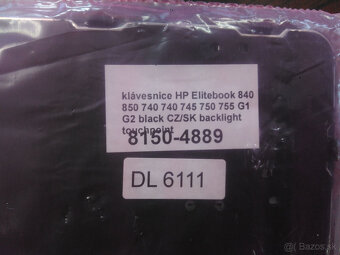 klávesnice HP Elitebook 840
850 740 740 745 750 755 G1
G2 black CZ/SK backlight
touchpoint
8150-4889
DL 6111
© Bazos.sk